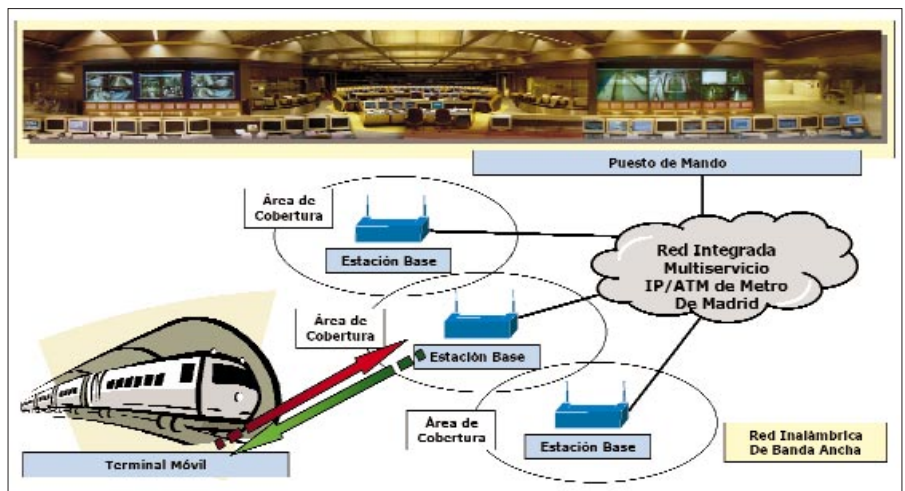 Puesto de Mando
Área de
Cobertura
Estación Base
Red Integrada
Multiservicio
IP/ATM de Metro
De Madrid
Área de
Cobertura
Estación Base
Área de
Cobertura
Estación Base
Terminal Móvil
Red Inalámbrica
De Banda Ancha